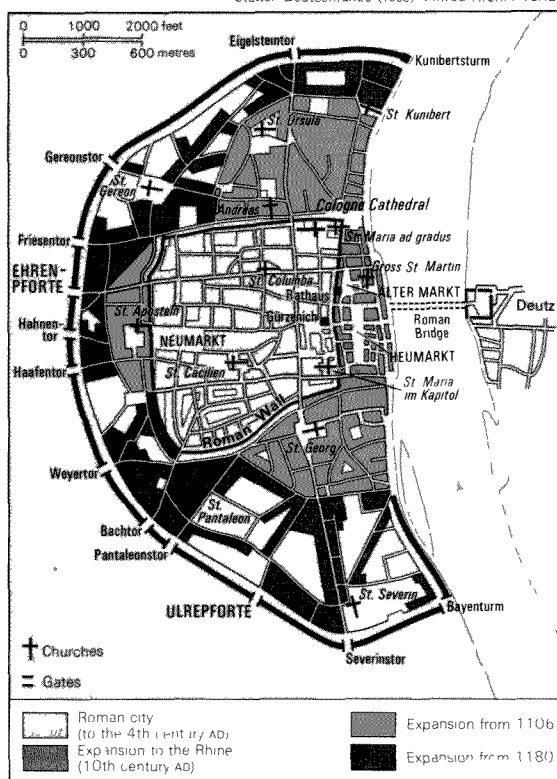 0 1000 2000 feet
0 300 600 metres
Eigelsteintor
Kunibertsturm
St. Kunibert
St. Ursula
Gereonstor
St. Gereon
Andreas
Cologne Cathedral
Friesentor
St. Maria ad gradus
EHREN-
PFORTE
St. Columba
Gross St Martin
Rathaus
ALTER MARKT
Deutz
Hahnen-
tor
St. Aposteln
Gürzenich
Roman
Bridge
NEUMARKT
HEUMARKT
Haafentor
St. Cäcilien
St Maria
im Kapitol
Roman Wall
St. Georg
Weyertor
St.
Pantaleon
Bachtor
Pantaleonstor
ULREPFORTE
St. Severin
Bayenturm
Severinstor
Churches
Gates
Roman city
(to the 4th century AD)
Expansion to the Rhine
(10th century AD)
Expansion from 1106
Expansion from 1180